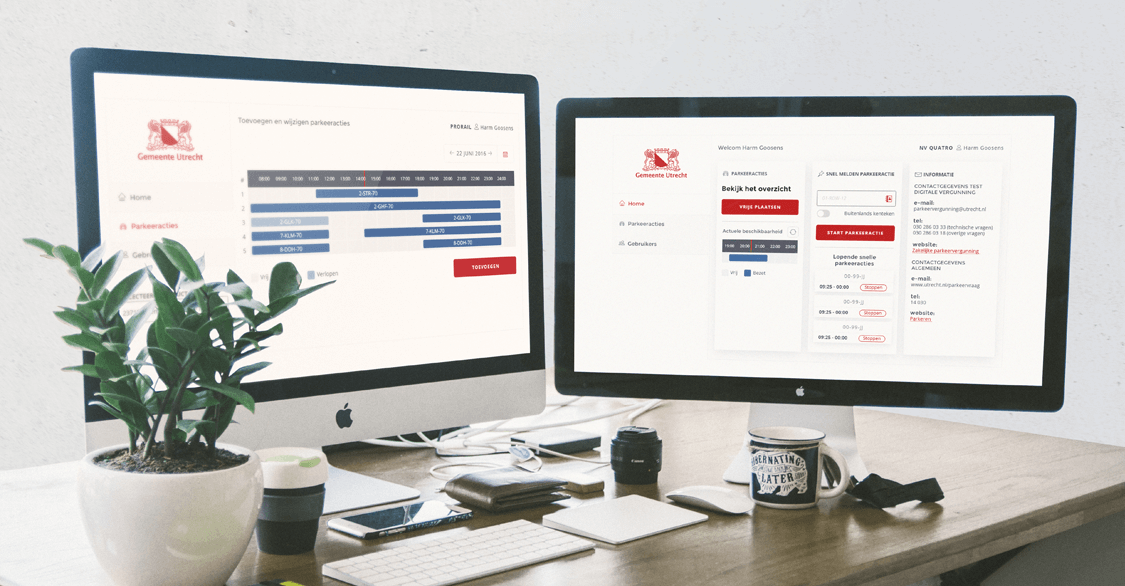 Toevoegen en wijzigen parkeeracties
PRORAIL Harm Goosens
Gemeente Utrecht
22 JUNI 2016
# 08:00 09:00 10:00 11:00 12:00 13:00 14:00 15:00 16:00 17:00 18:00 19:00 20:00 21:00 22:00 23:00 24:00
1
2-STR-70
2
2-GHF-70
3
2-GLK-70
2-GLK-70
4
7-KLM-70
7-KLM-70
5
8-DDH-70
8-DDH-70
Home
Parkeeracties
Vrij
Verlopen
TOEVOEGEN
Welcom Harm Goosens
NV QUATRO Harm Goosens
Gemeente Utrecht
Home
Parkeeracties
Gebruikers
PARKEERACTIES
Bekijk het overzicht
VRIJE PLAATSEN
Actuele beschikbaarheid
19:00 20:00 21:00 22:00 23:00
Vrij
Bezet
SNEL MELDEN PARKEERACTIE
Buitenlands kenteken
START PARKEERACTIE
Lopende snelle
parkeeracties
00-99-JJ
09:25 - 00:00 Stoppen
00-99-JJ
09:25 - 00:00 Stoppen
00-99-JJ
09:25 - 00:00 Stoppen
INFORMATIE
CONTACTGEGEVENS TEST
DIGITALE VERGUNNING
e-mail:
parkeervergunning@utrecht.nl
tel:
030 286 03 33 (technische vragen)
030 286 03 18 (overige vragen)
website:
Zakelijke parkeervergunning
CONTACTGEGEVENS
ALGEMEEN
e-mail:
www.utrecht.nl/parkeervraag
tel:
14 030
website:
Parkeren
Canon
LATER